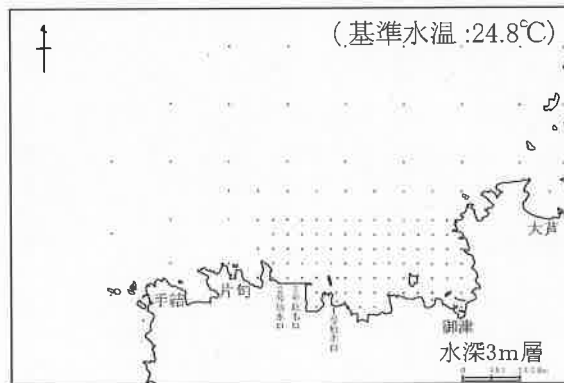 (基準水温 :24.8℃)
大芦
手結
片句
御津
水深3m層